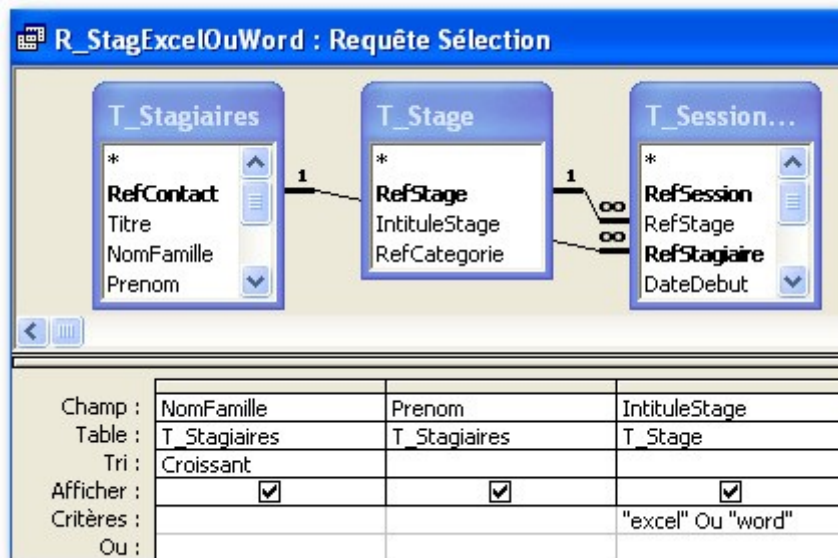 R_StagExcelOuWord : Requête Sélection
T_Stagiaires T_Stage T_Session...
* * *
RefContact 1 RefStage 1 RefSession
Titre IntituleStage ∞ RefStage
NomFamille RefCategorie ∞ RefStagiaire
Prenom DateDebut
Champ : NomFamille Prenom IntituleStage
Table : T_Stagiaires T_Stagiaires T_Stage
Tri : Croissant
Afficher :
Critères : "excel" Ou "word"
Ou :